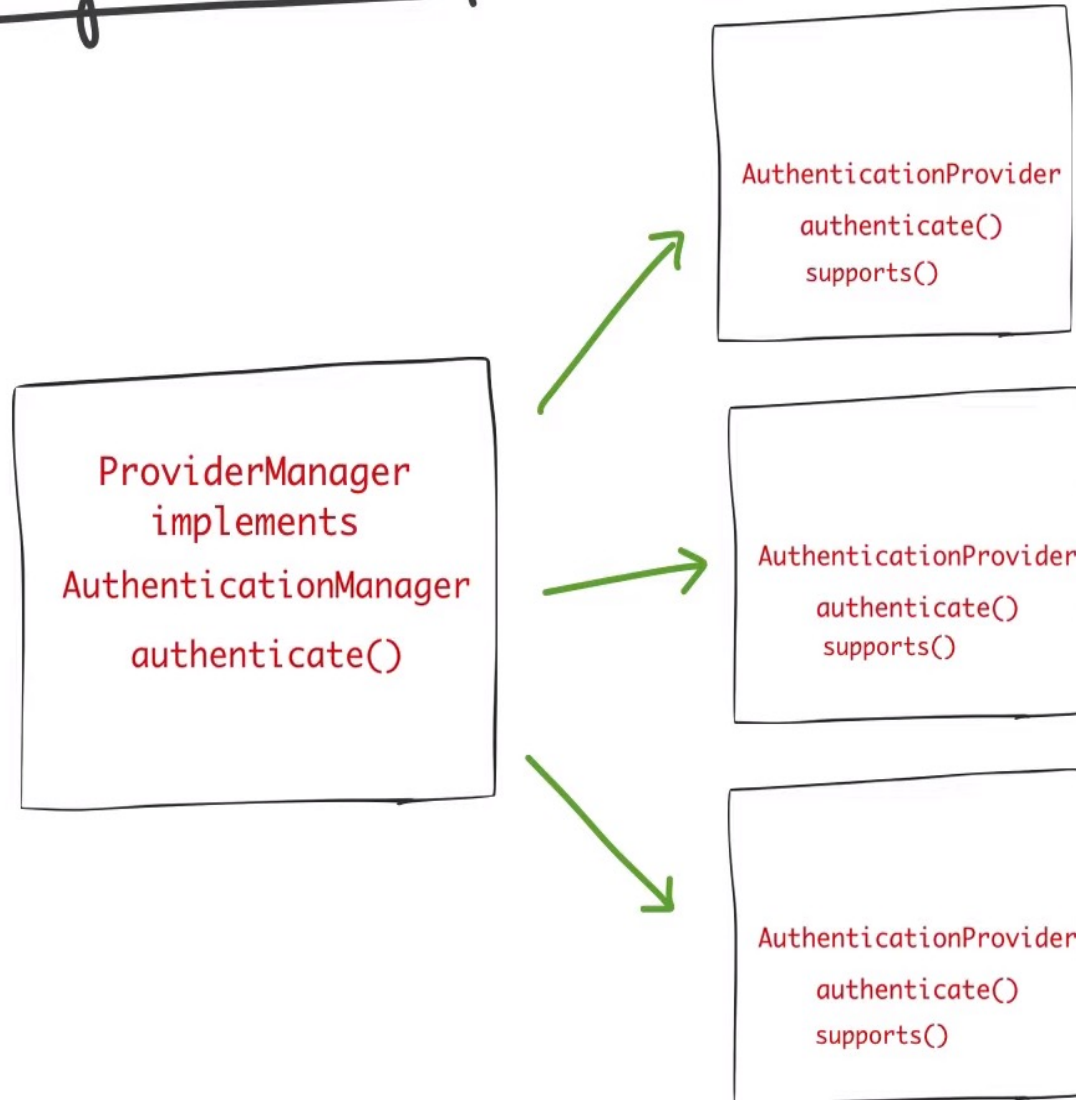 ProviderManager
implements
AuthenticationManager
authenticate()
AuthenticationProvider
authenticate()
supports()
AuthenticationProvider
authenticate()
supports()
AuthenticationProvider
authenticate()
supports()